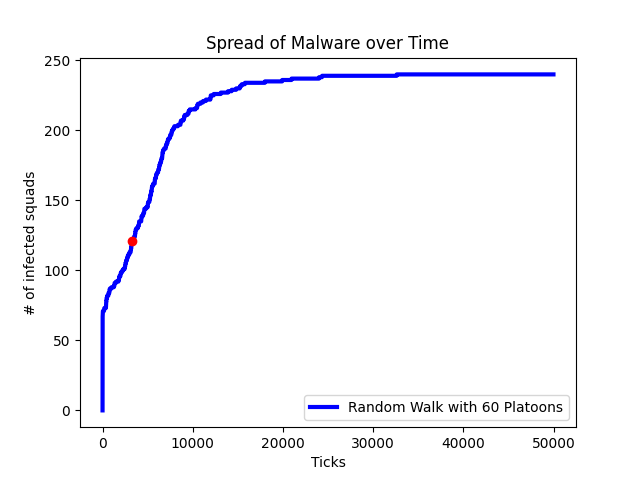 Spread of Malware over Time
250
200
150
100
50
0
# of infected squads
Random Walk with 60 Platoons
0 10000 20000 30000 40000 50000
Ticks